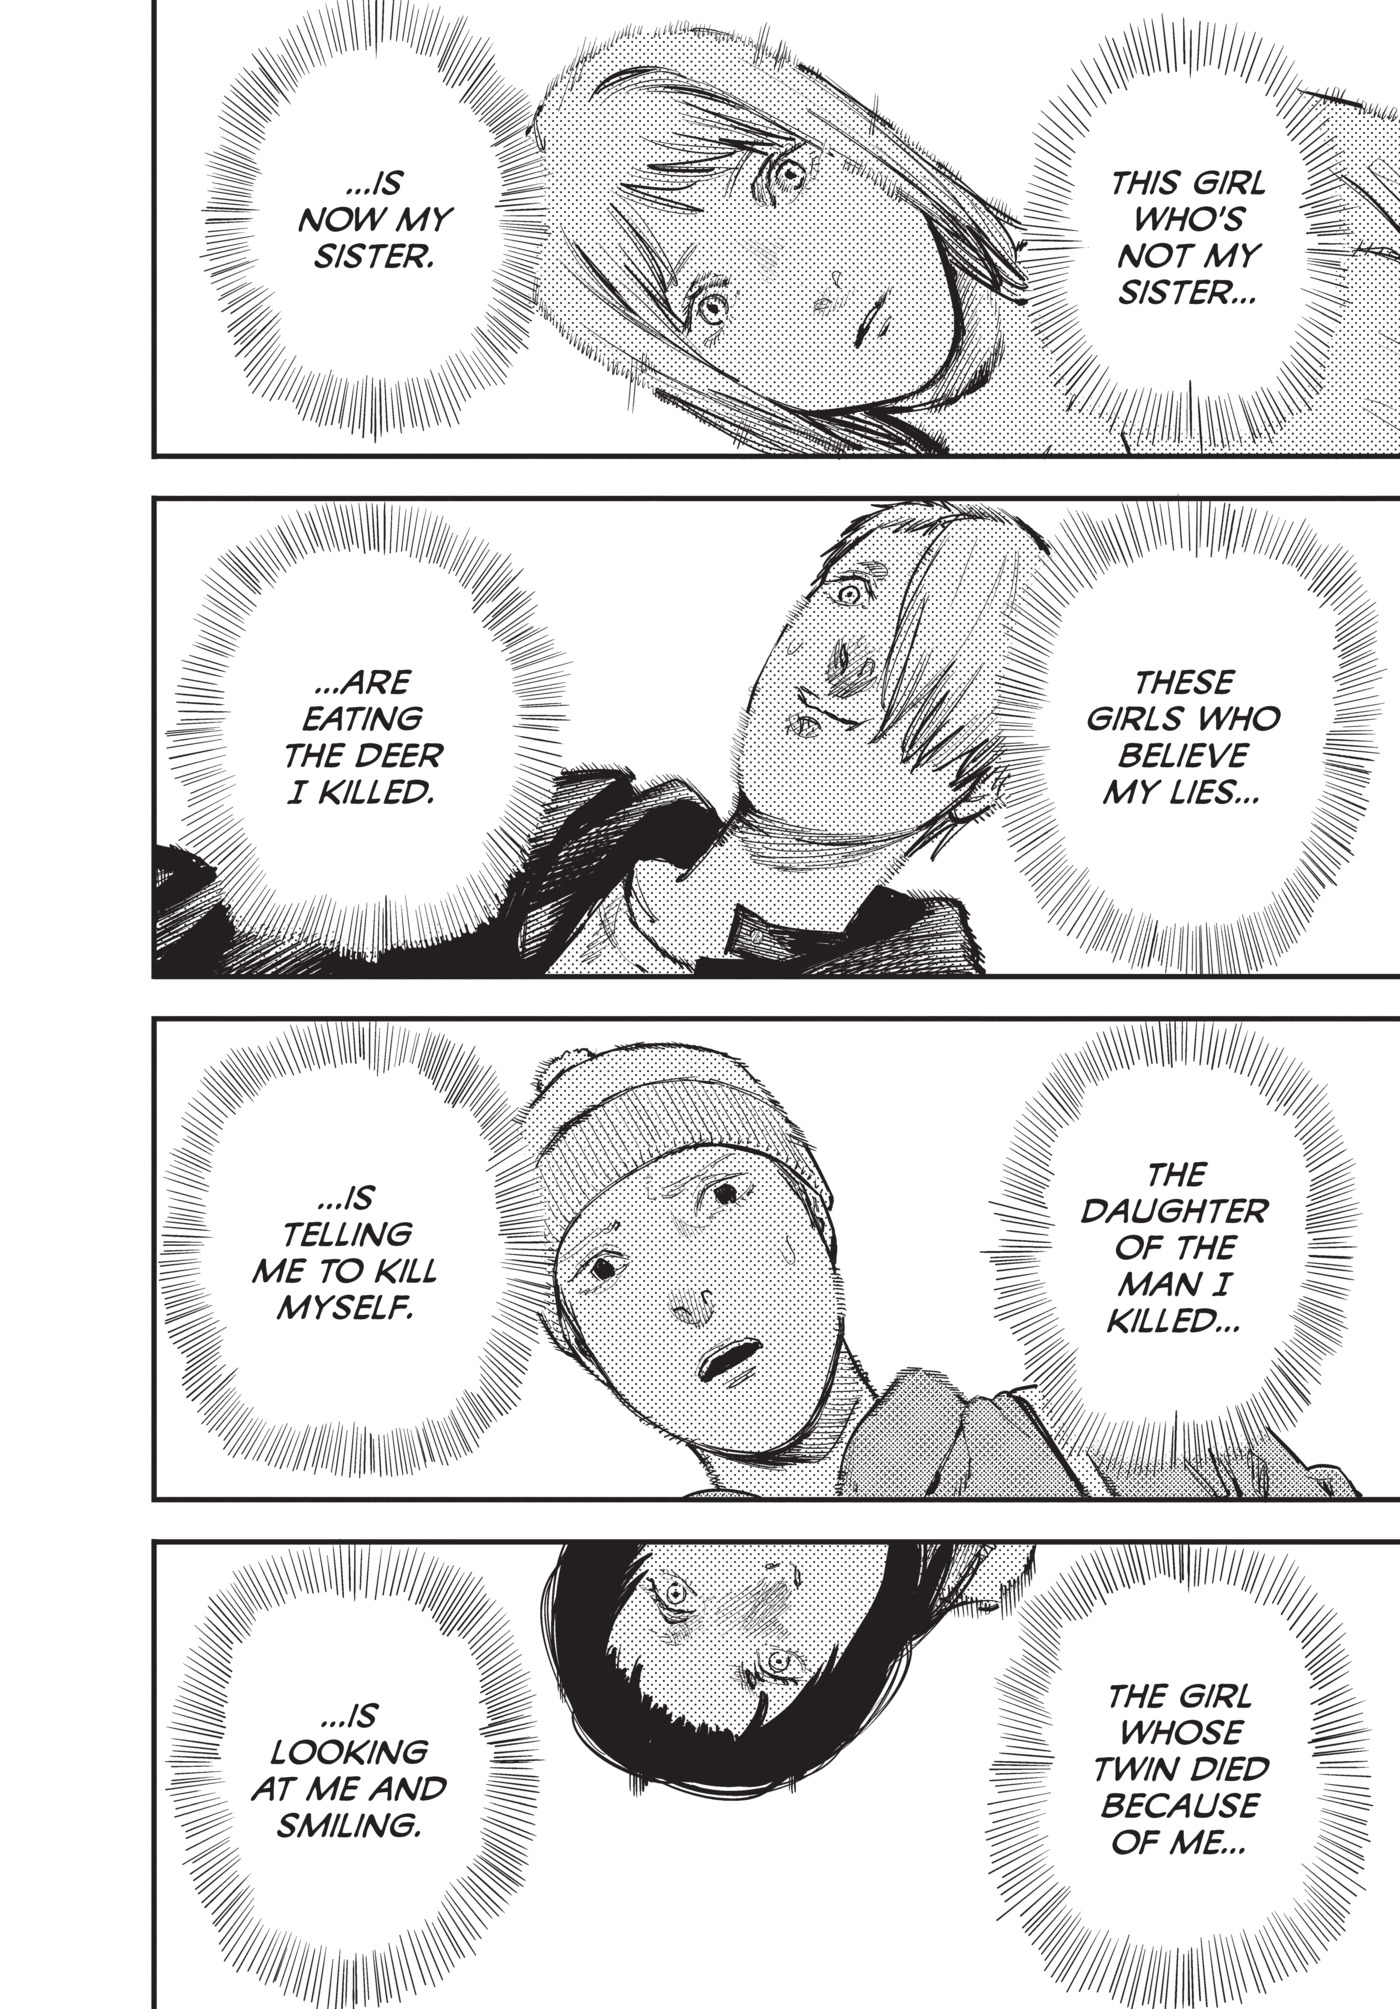 THIS GIRL
WHO'S
NOT MY
SISTER...
...IS
NOW MY
SISTER.
THESE
GIRLS WHO
BELIEVE
MY LIES...
...ARE
EATING
THE DEER
I KILLED.
THE
DAUGHTER
OF THE
MAN I
KILLED...
...IS
TELLING
ME TO KILL
MYSELF.
THE GIRL
WHOSE
TWIN DIED
BECAUSE
OF ME...
...IS
LOOKING
AT ME AND
SMILING.